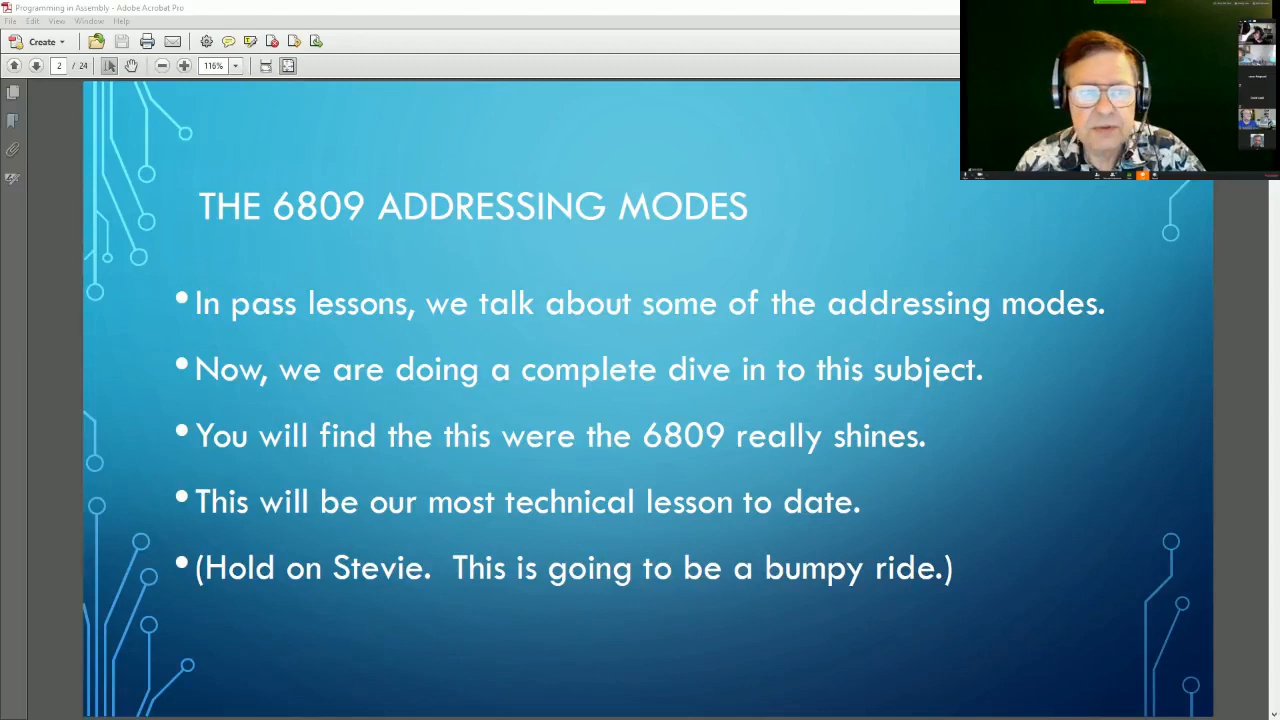 Programming in Assembly - Adobe Acrobat Pro
File Edit View Window Help
Create
2 / 24 116%
THE 6809 ADDRESSING MODES
• In pass lessons, we talk about some of the addressing modes.
• Now, we are doing a complete dive in to this subject.
• You will find the this were the 6809 really shines.
• This will be our most technical lesson to date.
• (Hold on Stevie. This is going to be a bumpy ride.)